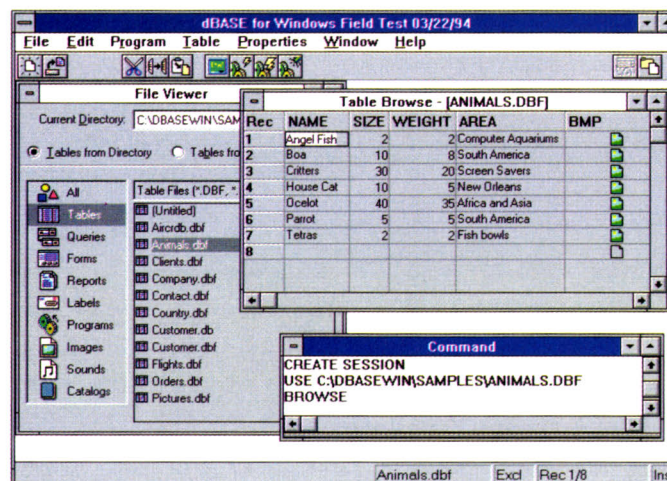 dBASE for Windows Field Test 03/22/94
File Edit Program Table Properties Window Help
File Viewer
Current Directory: C:\DBASEWIN\SAM
Tables from Directory Tables fro
All
Tables
Queries
Forms
Reports
Labels
Programs
Images
Sounds
Catalogs
Table Files (*.DBF, *.
(Untitled)
Aircrdb.dbf
Animals.dbf
Clients.dbf
Company.dbf
Contact.dbf
Country.dbf
Customer.db
Customer.dbf
Flights.dbf
Orders.dbf
Pictures.dbf
Table Browse - [ANIMALS.DBF]
Rec NAME SIZE WEIGHT AREA BMP
1 Angel Fish 2 2 Computer Aquariums
2 Boa 10 8 South America
3 Critters 30 20 Screen Savers
4 House Cat 10 5 New Orleans
5 Ocelot 40 35 Africa and Asia
6 Parrot 5 5 South America
7 Tetras 2 2 Fish bowls
8
Command
CREATE SESSION
USE C:\DBASEWIN\SAMPLES\ANIMALS.DBF
BROWSE
Animals.dbf Excl Rec 1/8 Ins